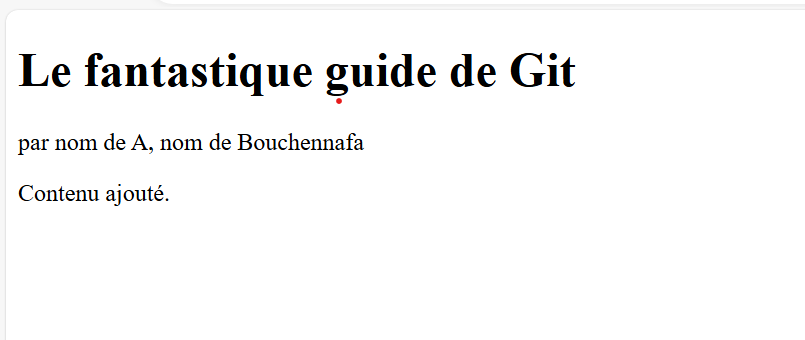 Le fantastique guide de Git
par nom de A, nom de Bouchennafa
Contenu ajouté.